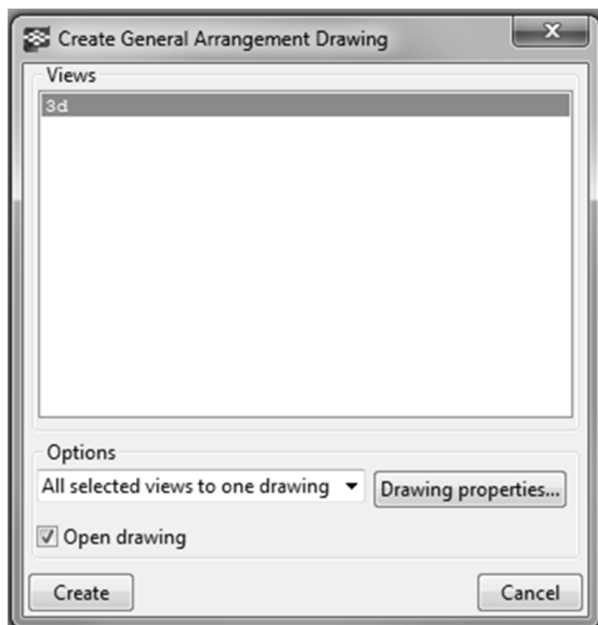 Create General Arrangement Drawing
Views
3d
Options
All selected views to one drawing
Drawing properties...
Open drawing
Create
Cancel